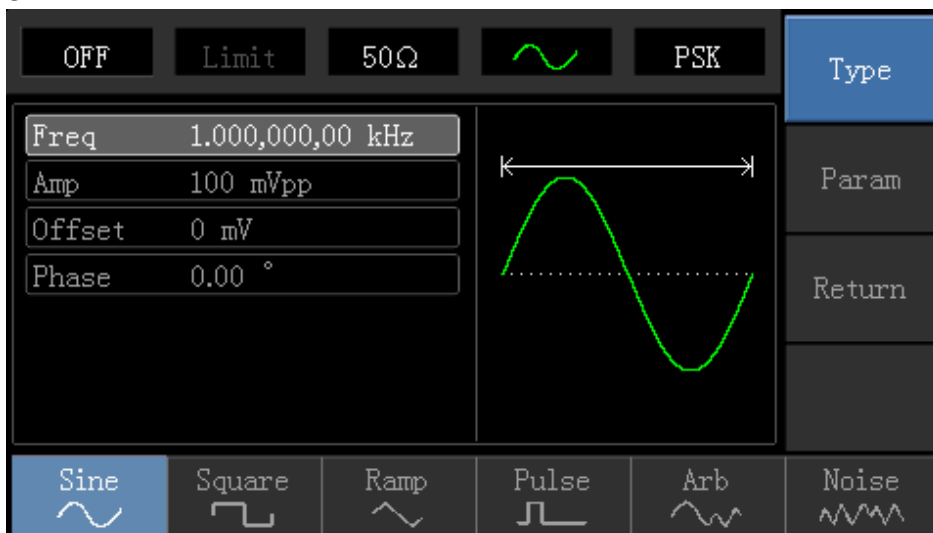 OFF Limit 50Ω PSK
Type
Freq 1.000,000,00 kHz
Amp 100 mVpp
Offset 0 mV
Phase 0.00 °
Param
Return
Sine Square Ramp Pulse Arb Noise